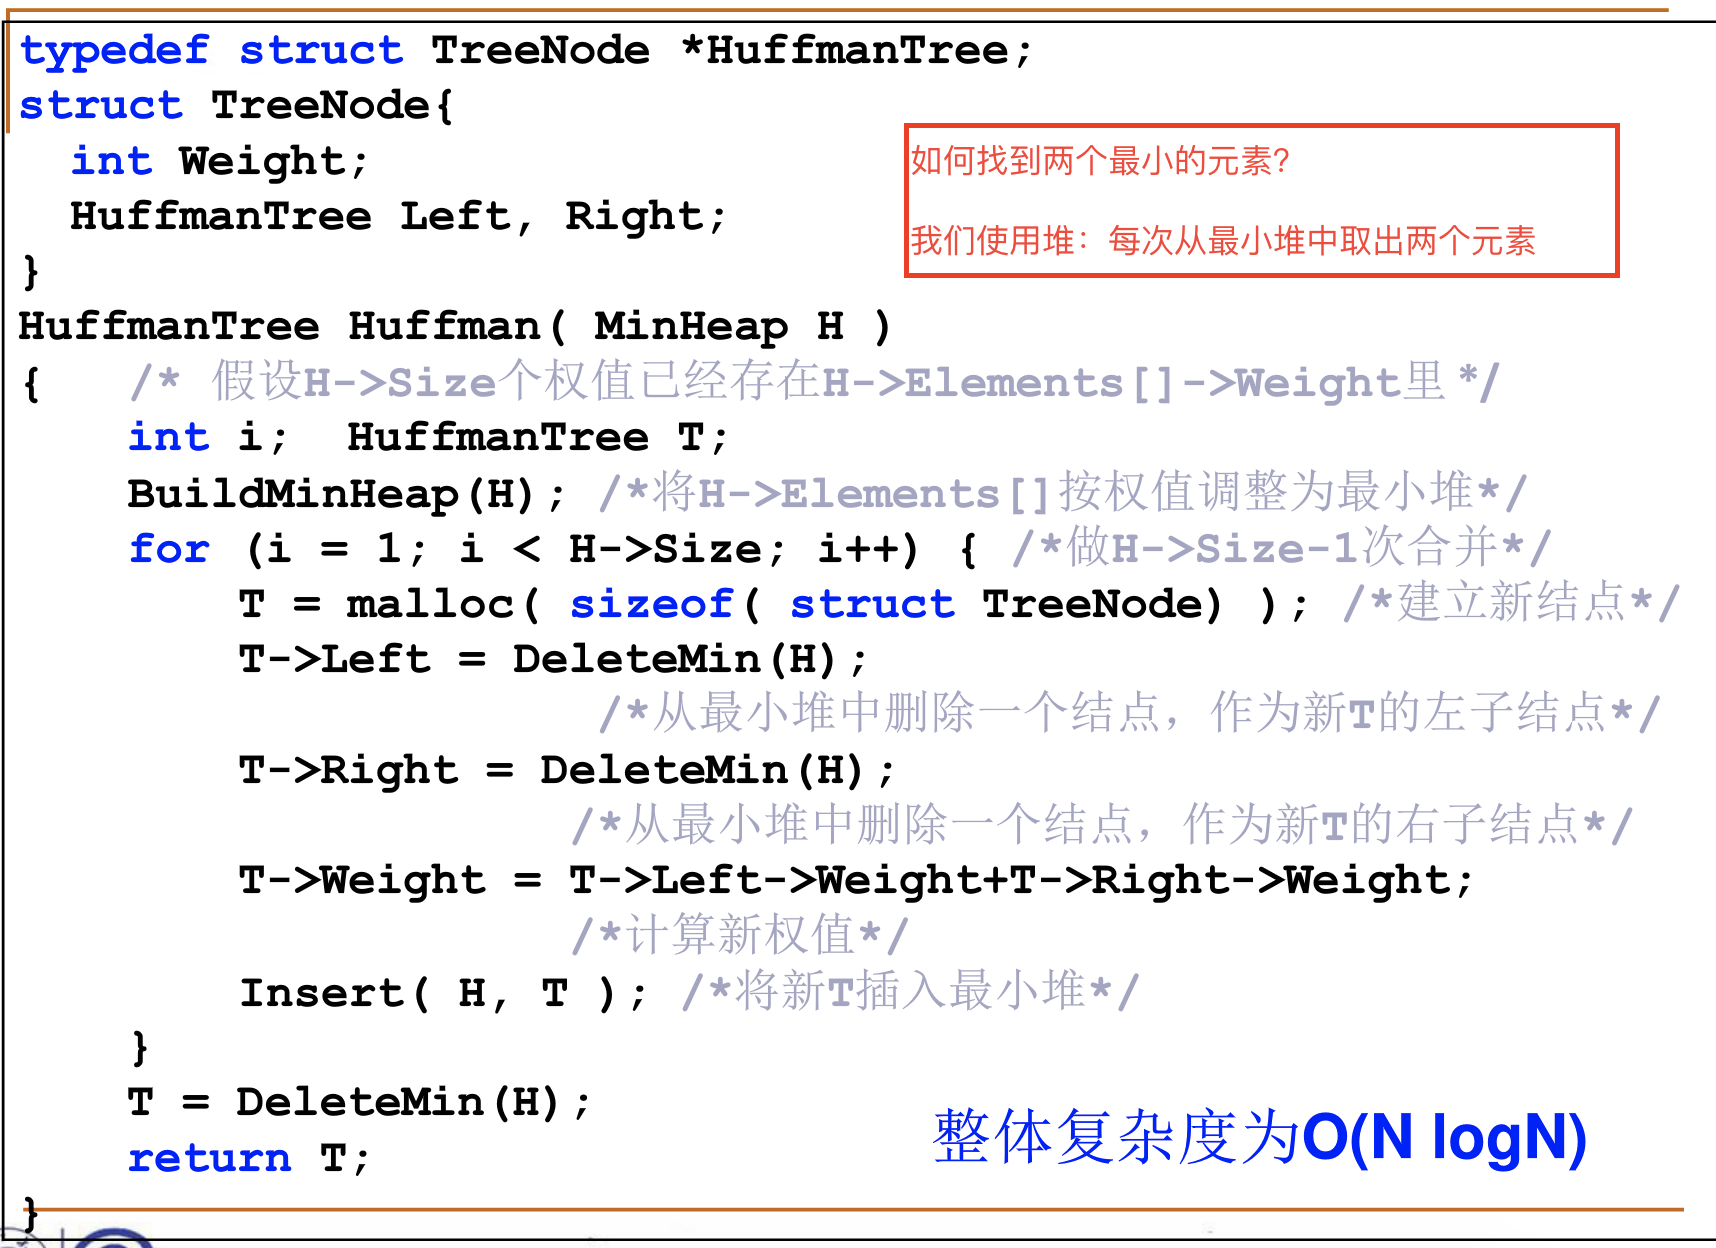 typedef struct TreeNode *HuffmanTree;
struct TreeNode{
int Weight;
HuffmanTree Left, Right;
}
如何找到两个最小的元素?
我们使用堆：每次从最小堆中取出两个元素
HuffmanTree Huffman( MinHeap H )
{ /* 假设H->Size个权值已经存在H->Elements[]->Weight里 */
int i; HuffmanTree T;
BuildMinHeap(H); /*将H->Elements[]按权值调整为最小堆*/
for (i = 1; i < H->Size; i++) { /*做H->Size-1次合并*/
T = malloc( sizeof( struct TreeNode) ); /*建立新结点*/
T->Left = DeleteMin(H);
/*从最小堆中删除一个结点，作为新T的左子结点*/
T->Right = DeleteMin(H);
/*从最小堆中删除一个结点，作为新T的右子结点*/
T->Weight = T->Left->Weight+T->Right->Weight;
/*计算新权值*/
Insert( H, T ); /*将新T插入最小堆*/
}
T = DeleteMin(H);
return T;
}
整体复杂度为O(N logN)